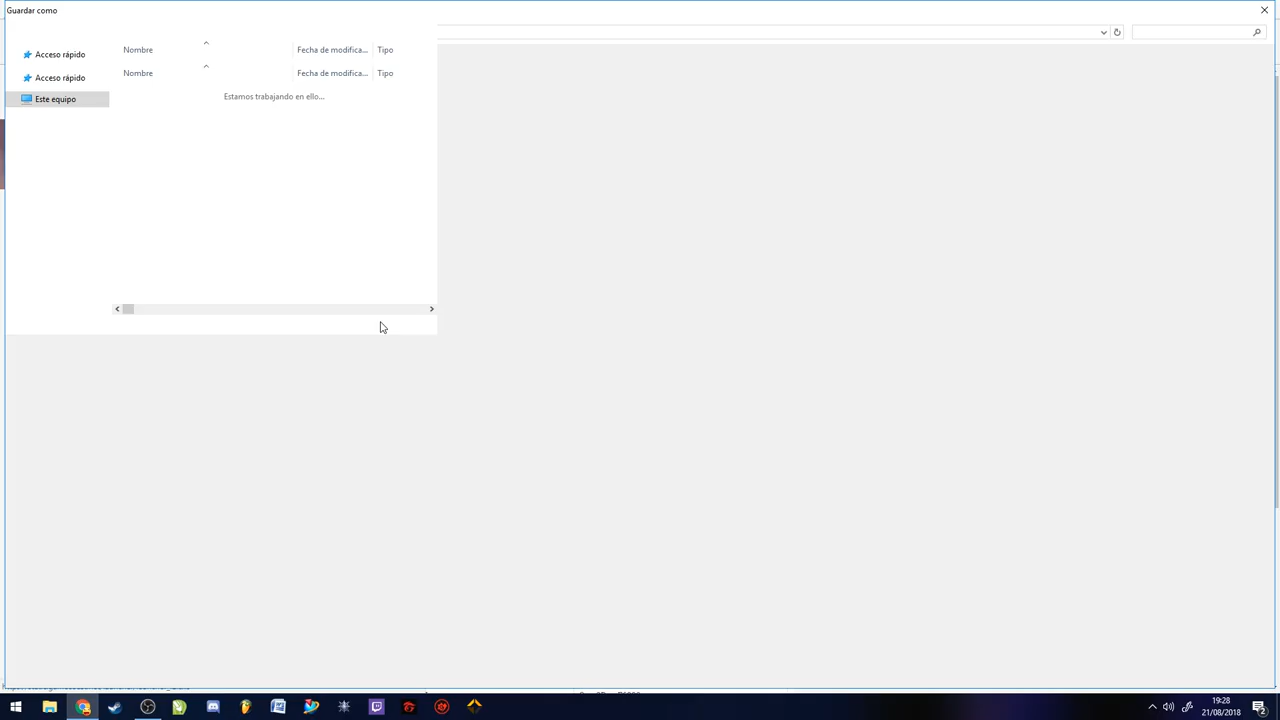 Guardar como
Nombre Fecha de modifica... Tipo
Acceso rápido
Nombre Fecha de modifica... Tipo
Acceso rápido
Estamos trabajando en ello...
Este equipo
19:28
21/08/2018
2